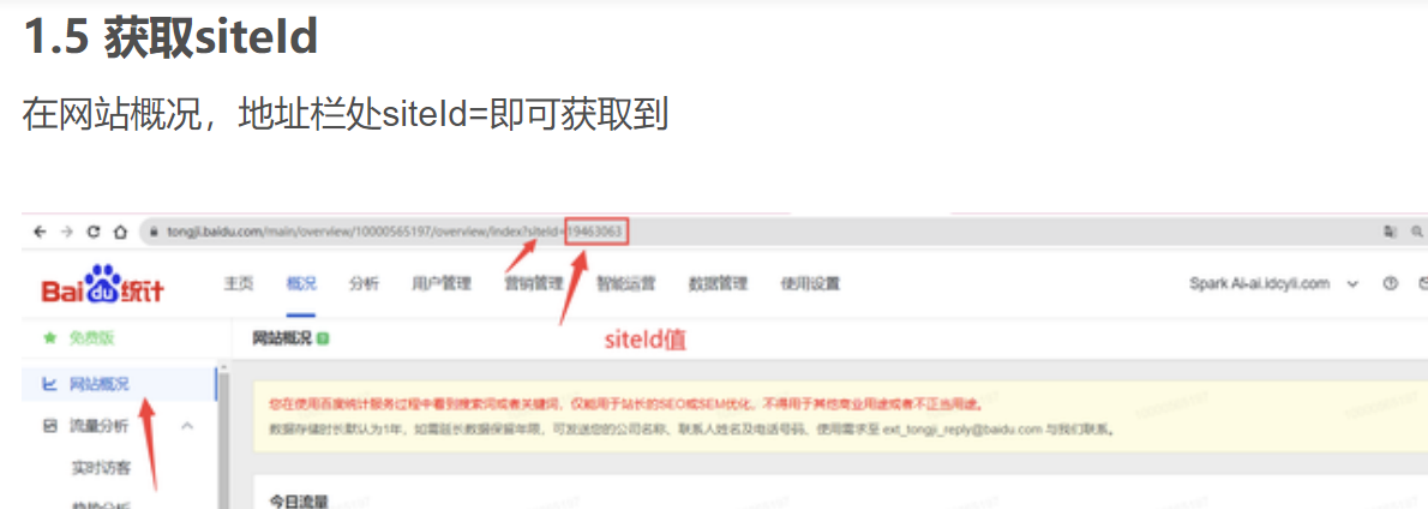 1.5 获取siteId
在网站概况，地址栏处siteId=即可获取到
tongji.baidu.com/main/overview/10000565197/overview/index?siteId=19463063
Bai du 统计 主页 概况 分析 用户管理 营销管理 智能运营 数据管理 使用设置 Spark Ai-ai.idcyli.com
免费版 网站概况
siteId值
网站概况
您在使用百度统计服务过程中看到搜索词或者关键词，仅能用于站长的SEO或SEM优化，不得用于其他商业用途或者不正当用途。
流量分析
数据存储时长默认为1年，如需延长数据保留年限，可发送您的公司名称、联系人姓名及电话号码、使用需求至 ext_tongji_reply@baidu.com 与我们联系。
实时访客
趋势分析
今日流量